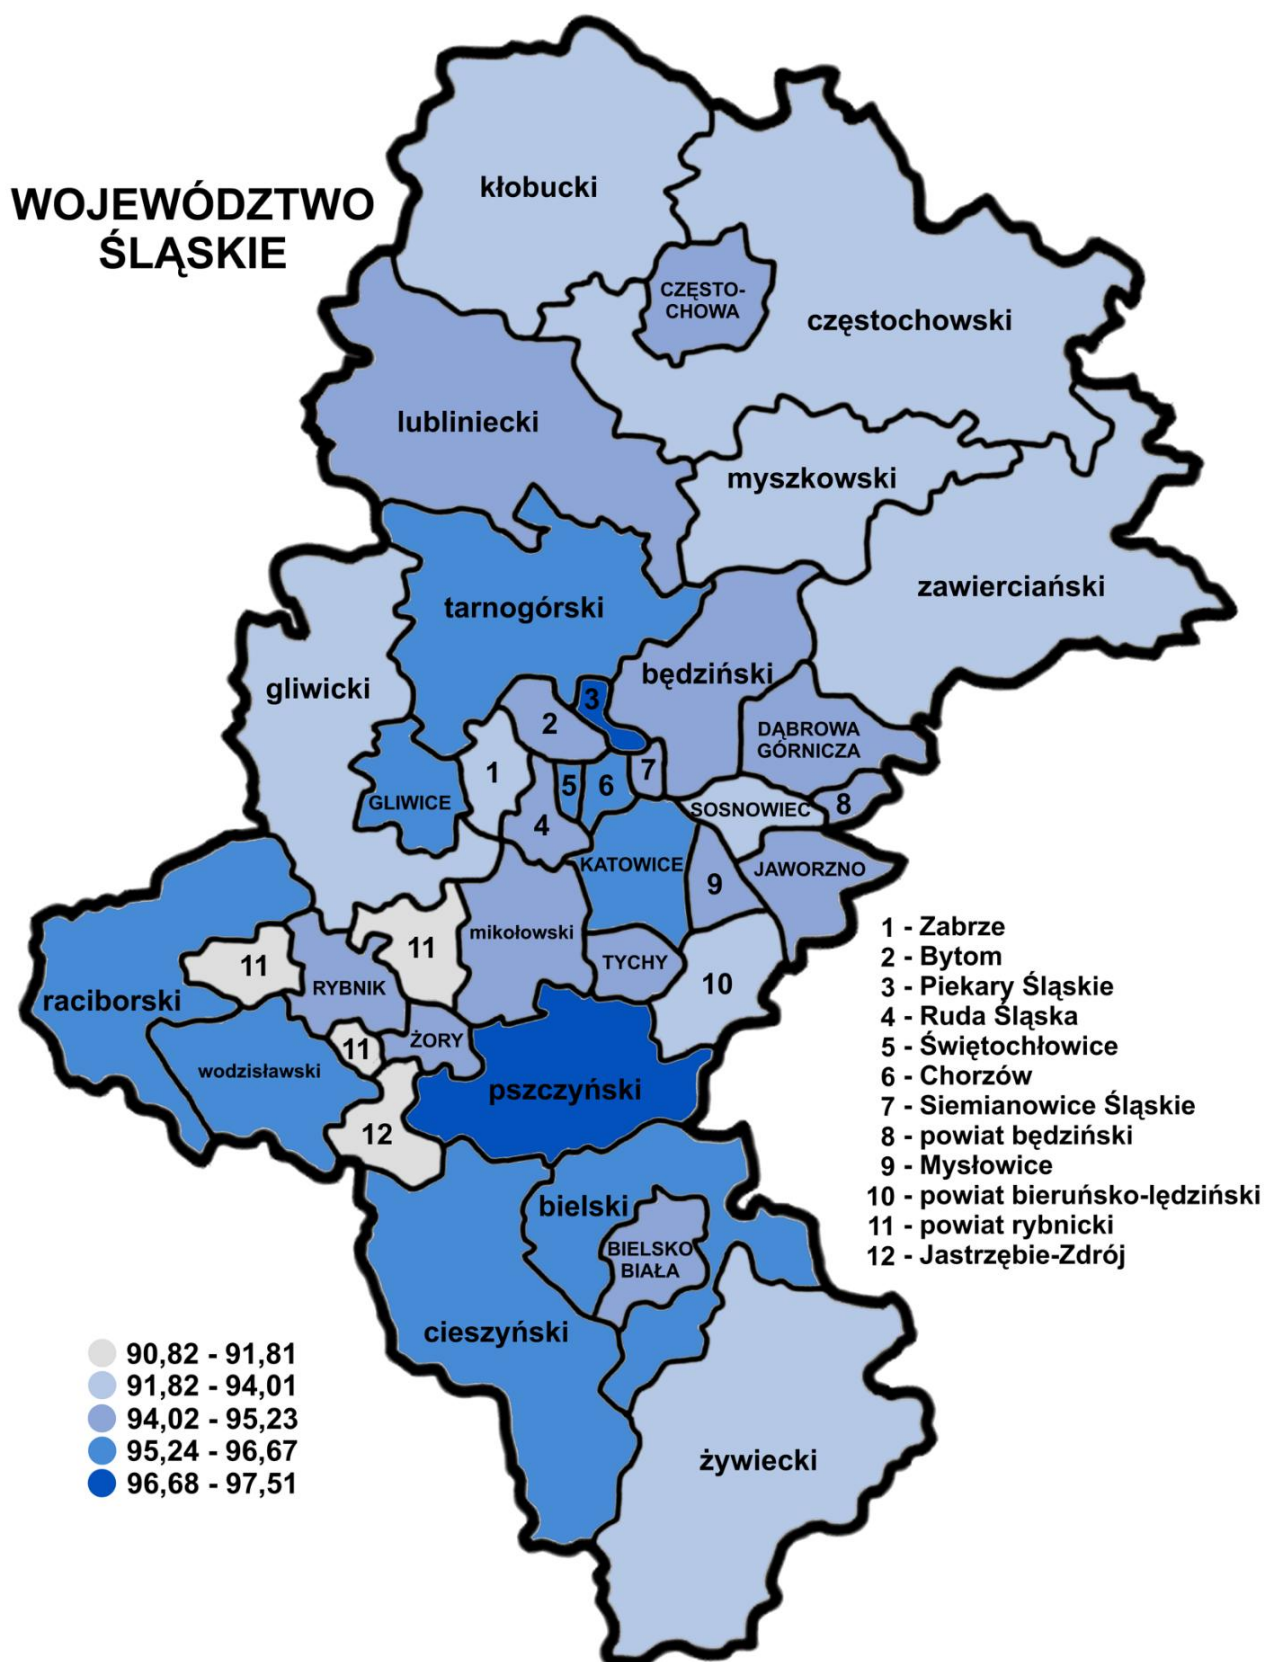 WOJEWÓDZTWO
ŚLĄSKIE
kłobucki
CZĘSTO-
CHOWA
częstochowski
lubliniecki
myszkowski
zawierciański
tarnogórski
będziński
gliwicki
3
2
DĄBROWA
GÓRNICZA
1
7
5
6
GLIWICE
8
SOSNOWIEC
4
KATOWICE
JAWORZNO
9
mikołowski
11
11
TYCHY
10
RYBNIK
raciborski
ŻORY
11
wodzisławski
pszczyński
12
bielski
BIELSKO
BIAŁA
cieszyński
żywiecki
1 - Zabrze
2 - Bytom
3 - Piekary Śląskie
4 - Ruda Śląska
5 - Świętochłowice
6 - Chorzów
7 - Siemianowice Śląskie
8 - powiat będziński
9 - Mysłowice
10 - powiat bieruńsko-lędziński
11 - powiat rybnicki
12 - Jastrzębie-Zdrój
90,82 - 91,81
91,82 - 94,01
94,02 - 95,23
95,24 - 96,67
96,68 - 97,51